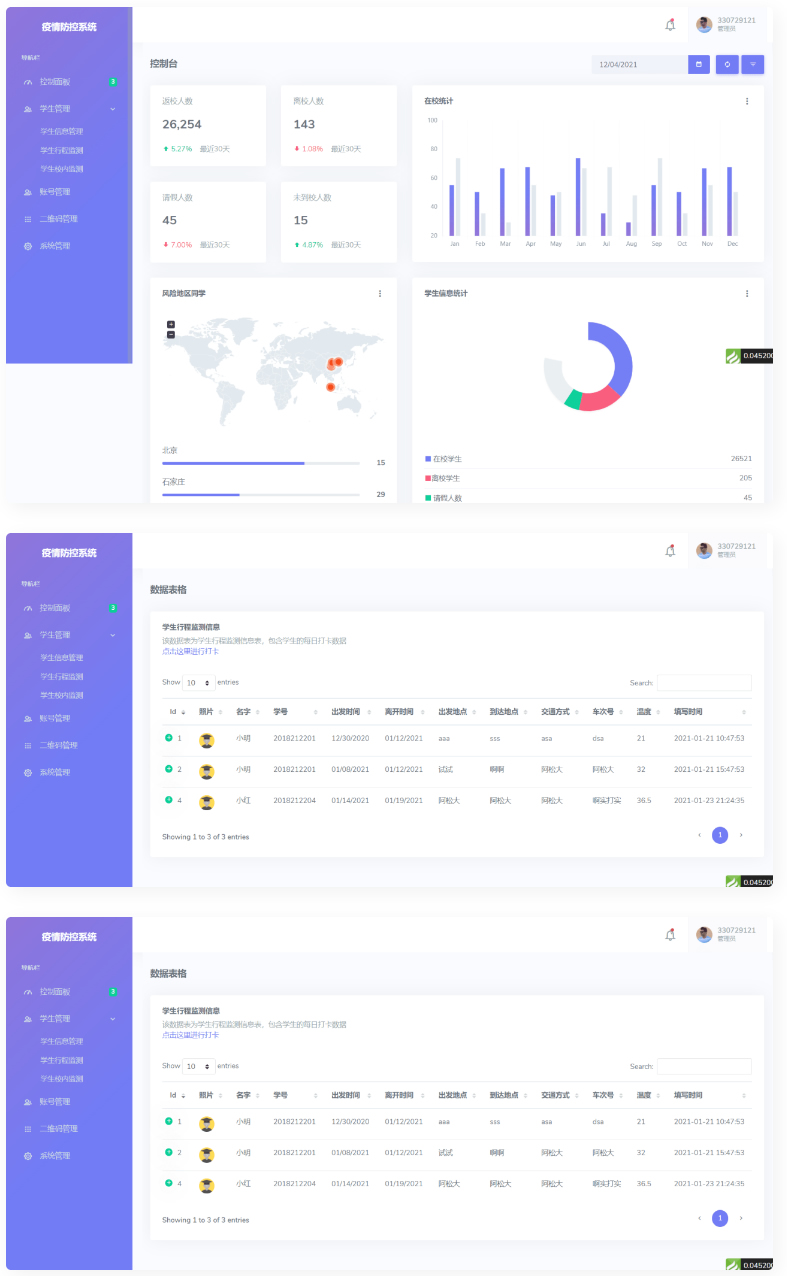 疫情防控系统
330729121
管理员
导航栏
控制面板 3
学生管理
学生信息管理
学生行程监测
学生校内监测
账号管理
二维码管理
系统管理
控制台
12/04/2021
返校人数
26,254
5.27% 最近30天
离校人数
143
1.08% 最近30天
请假人数
45
7.00% 最近30天
未到校人数
15
4.87% 最近30天
在校统计
100
80
60
40
20
Jan Feb Mar Apr May Jun Jul Aug Sep Oct Nov Dec
风险地区同学
+
-
北京
15
石家庄
29
学生信息统计
在校学生 26521
离校学生 205
请假人数 45
0.04520
疫情防控系统
330729121
管理员
导航栏
控制面板 3
学生管理
学生信息管理
学生行程监测
学生校内监测
账号管理
二维码管理
系统管理
数据表格
学生行程监测信息
该数据表为学生行程监测信息表，包含学生的每日打卡数据
点击这里进行打卡
Show 10 entries
Search:
Id 照片 名字 学号 出发时间 离开时间 出发地点 到达地点 交通方式 车次号 温度 填写时间
1 小明 2018212201 12/30/2020 01/12/2021 aaa sss asa dsa 21 2021-01-21 10:47:53
2 小明 2018212201 01/08/2021 01/12/2021 试试 啊啊 阿松大 阿松大 32 2021-01-21 15:47:53
4 小红 2018212204 01/14/2021 01/19/2021 阿松大 阿松大 阿松大 啊实打实 36.5 2021-01-23 21:24:35
Showing 1 to 3 of 3 entries
‹ 1 ›
0.04520
疫情防控系统
330729121
管理员
导航栏
控制面板 3
学生管理
学生信息管理
学生行程监测
学生校内监测
账号管理
二维码管理
系统管理
数据表格
学生行程监测信息
该数据表为学生行程监测信息表，包含学生的每日打卡数据
点击这里进行打卡
Show 10 entries
Search:
Id 照片 名字 学号 出发时间 离开时间 出发地点 到达地点 交通方式 车次号 温度 填写时间
1 小明 2018212201 12/30/2020 01/12/2021 aaa sss asa dsa 21 2021-01-21 10:47:53
2 小明 2018212201 01/08/2021 01/12/2021 试试 啊啊 阿松大 阿松大 32 2021-01-21 15:47:53
4 小红 2018212204 01/14/2021 01/19/2021 阿松大 阿松大 阿松大 啊实打实 36.5 2021-01-23 21:24:35
Showing 1 to 3 of 3 entries
‹ 1 ›
0.04520